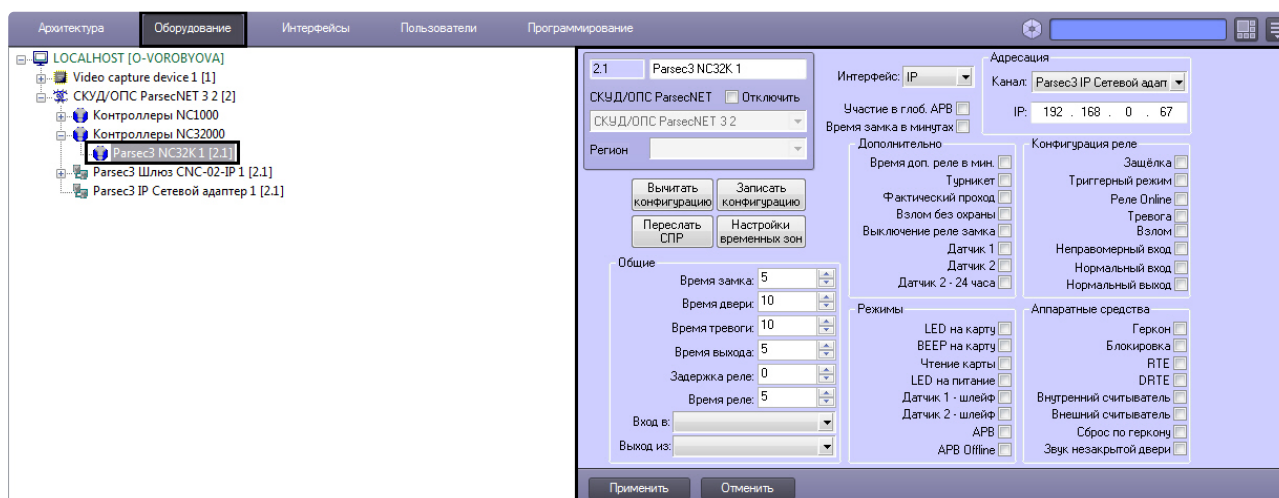 Архитектура Оборудование Интерфейсы Пользователи Программирование
LOCALHOST [O-VOROBYOVA]
Video capture device 1 [1]
СКУД/ОПС ParsecNET 3 2 [2]
Контроллеры NC1000
Контроллеры NC32000
Parsec3 NC32K 1 [2.1]
Parsec3 Шлюз CNC-02-IP 1 [2.1]
Parsec3 IP Сетевой адаптер 1 [2.1]
2.1 Parsec3 NC32K 1
СКУД/ОПС ParsecNET Отключить
СКУД/ОПС ParsecNET 3 2
Регион
Интерфейс: IP
Участие в глоб. APB
Время замка в минутах
Адресация
Канал: Parsec3 IP Сетевой адап
IP: 192 . 168 . 0 . 67
Вычитать конфигурацию
Записать конфигурацию
Переслать СПР
Настройки временных зон
Общие
Время замка: 5
Время двери: 10
Время тревоги: 10
Время выхода: 5
Задержка реле: 0
Время реле: 5
Вход в:
Выход из:
Дополнительно
Время доп. реле в мин.
Турникет
Фактический проход
Взлом без охраны
Выключение реле замка
Датчик 1
Датчик 2
Датчик 2 - 24 часа
Конфигурация реле
Защёлка
Триггерный режим
Реле Online
Тревога
Взлом
Неправомерный вход
Нормальный вход
Нормальный выход
Режимы
LED на карту
BEEP на карту
Чтение карты
LED на питание
Датчик 1 - шлейф
Датчик 2 - шлейф
APB
APB Offline
Аппаратные средства
Геркон
Блокировка
RTE
DRTE
Внутренний считыватель
Внешний считыватель
Сброс по геркону
Звук незакрытой двери
Применить Отменить